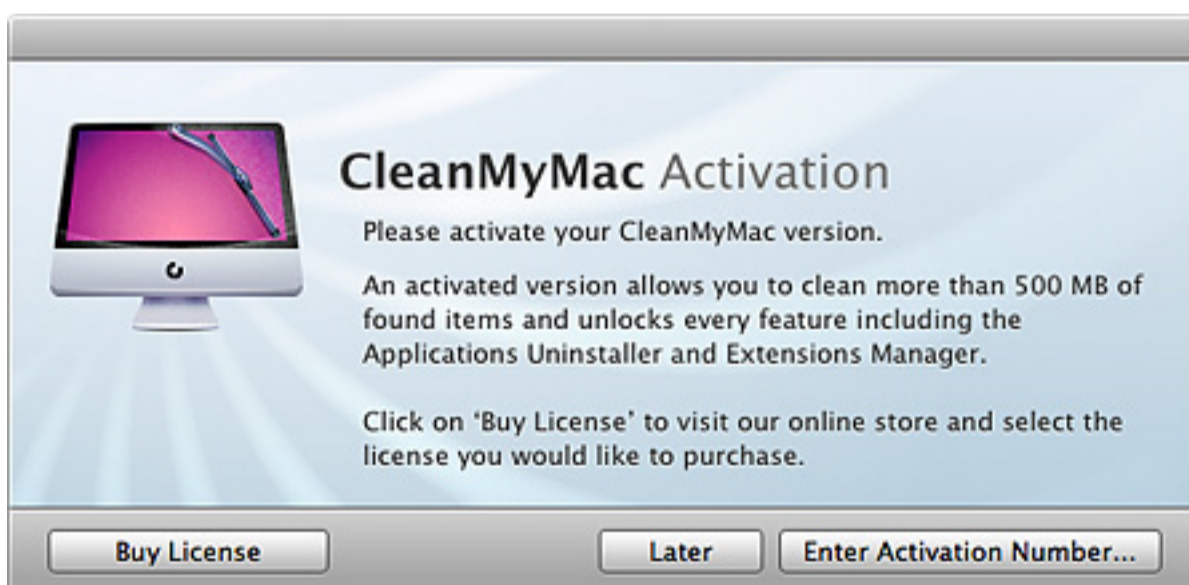 CleanMyMac Activation
Please activate your CleanMyMac version.
An activated version allows you to clean more than 500 MB of
found items and unlocks every feature including the
Applications Uninstaller and Extensions Manager.
Click on ‘Buy License’ to visit our online store and select the
license you would like to purchase.
Buy License
Later
Enter Activation Number...